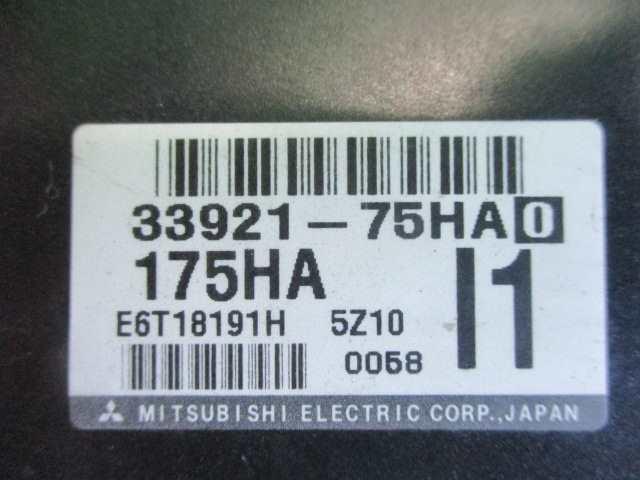 33921-75HA0
175HA I1
E6T18191H 5Z10
0058
MITSUBISHI ELECTRIC CORP.,JAPAN